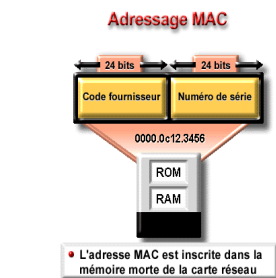 Adressage MAC
24 bits 24 bits
Code fournisseur Numéro de série
0000.0c12.3456
ROM
RAM
L'adresse MAC est inscrite dans la
mémoire morte de la carte réseau